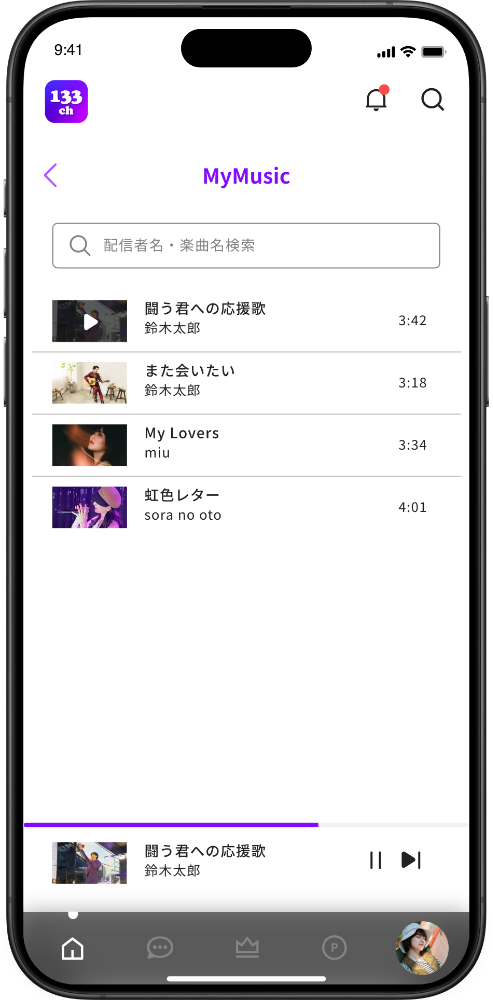 9:41
133
ch
MyMusic
配信者名・楽曲名検索
闘う君への応援歌
鈴木太郎
3:42
また会いたい
鈴木太郎
3:18
My Lovers
miu
3:34
虹色レター
sora no oto
4:01
闘う君への応援歌
鈴木太郎
P